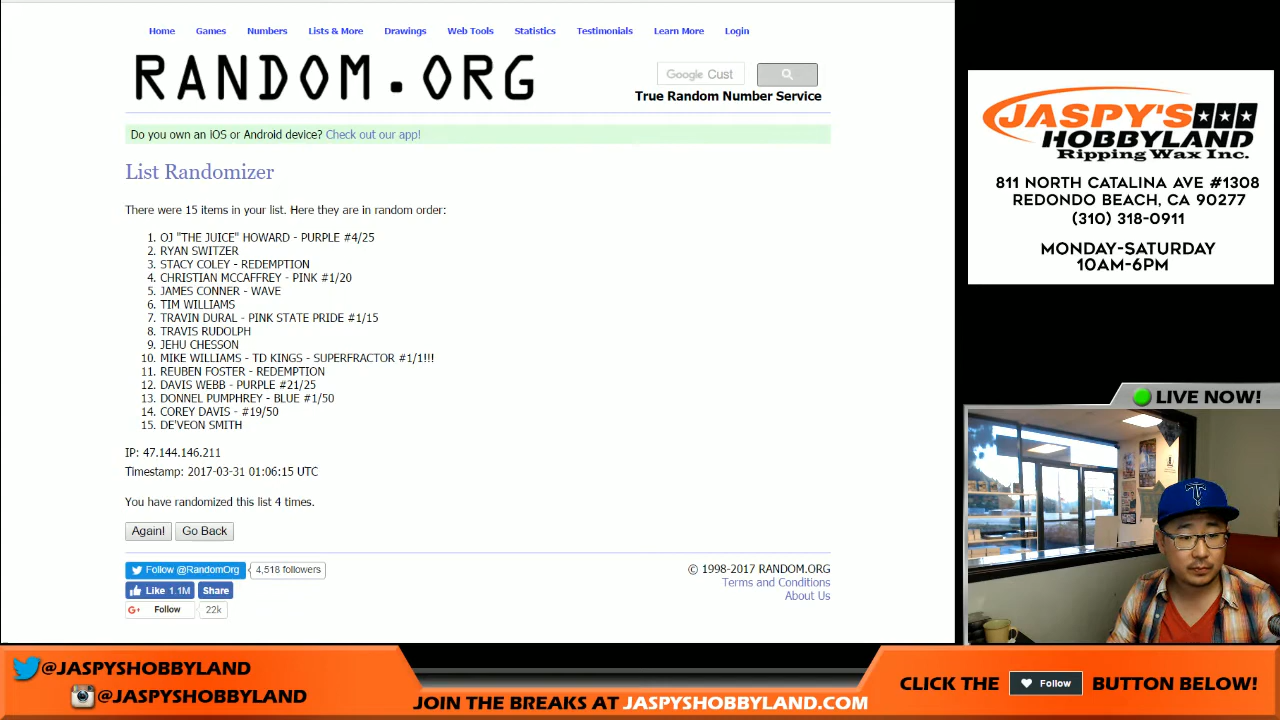 Home Games Numbers Lists & More Drawings Web Tools Statistics Testimonials Learn More Login
RANDOM.ORG
Google Cust
True Random Number Service
Do you own an iOS or Android device? Check out our app!
List Randomizer
There were 15 items in your list. Here they are in random order:
1. OJ "THE JUICE" HOWARD - PURPLE #4/25
2. RYAN SWITZER
3. STACY COLEY - REDEMPTION
4. CHRISTIAN MCCAFFREY - PINK #1/20
5. JAMES CONNER - WAVE
6. TIM WILLIAMS
7. TRAVIN DURAL - PINK STATE PRIDE #1/15
8. TRAVIS RUDOLPH
9. JEHU CHESSON
10. MIKE WILLIAMS - TD KINGS - SUPERFRACTOR #1/1!!!
11. REUBEN FOSTER - REDEMPTION
12. DAVIS WEBB - PURPLE #21/25
13. DONNEL PUMPHREY - BLUE #1/50
14. COREY DAVIS - #19/50
15. DE'VEON SMITH
IP: 47.144.146.211
Timestamp: 2017-03-31 01:06:15 UTC
You have randomized this list 4 times.
Again! Go Back
Follow @RandomOrg 4,518 followers
Like 1.1M Share
G+ Follow 22k
© 1998-2017 RANDOM.ORG
Terms and Conditions
About Us
JASPY'S
HOBBYLAND
Ripping Wax Inc.
811 NORTH CATALINA AVE #1308
REDONDO BEACH, CA 90277
(310) 318-0911
MONDAY-SATURDAY
10AM-6PM
LIVE NOW!
@JASPYSHOBBYLAND
@JASPYSHOBBYLAND
JOIN THE BREAKS AT JASPYSHOBBYLAND.COM
CLICK THE Follow BUTTON BELOW!